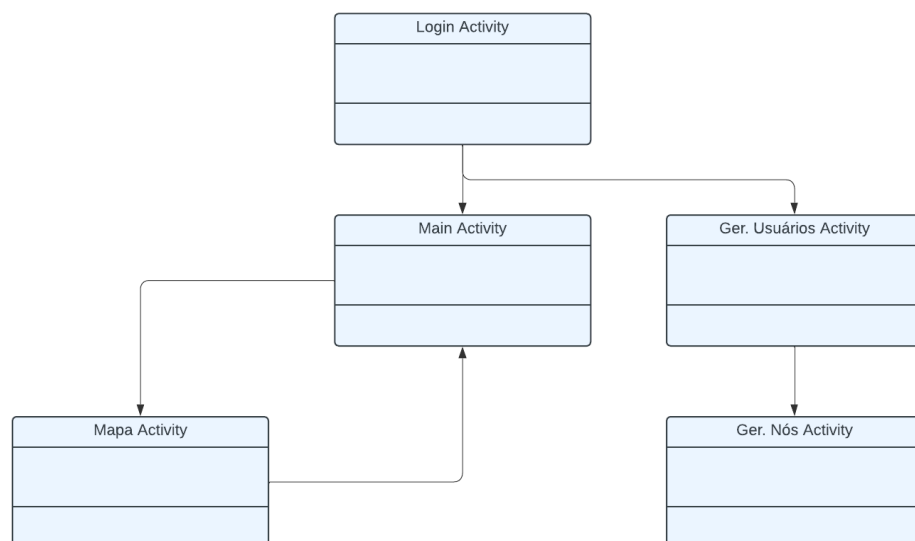 Login Activity
Main Activity
Ger. Usuários Activity
Mapa Activity
Ger. Nós Activity